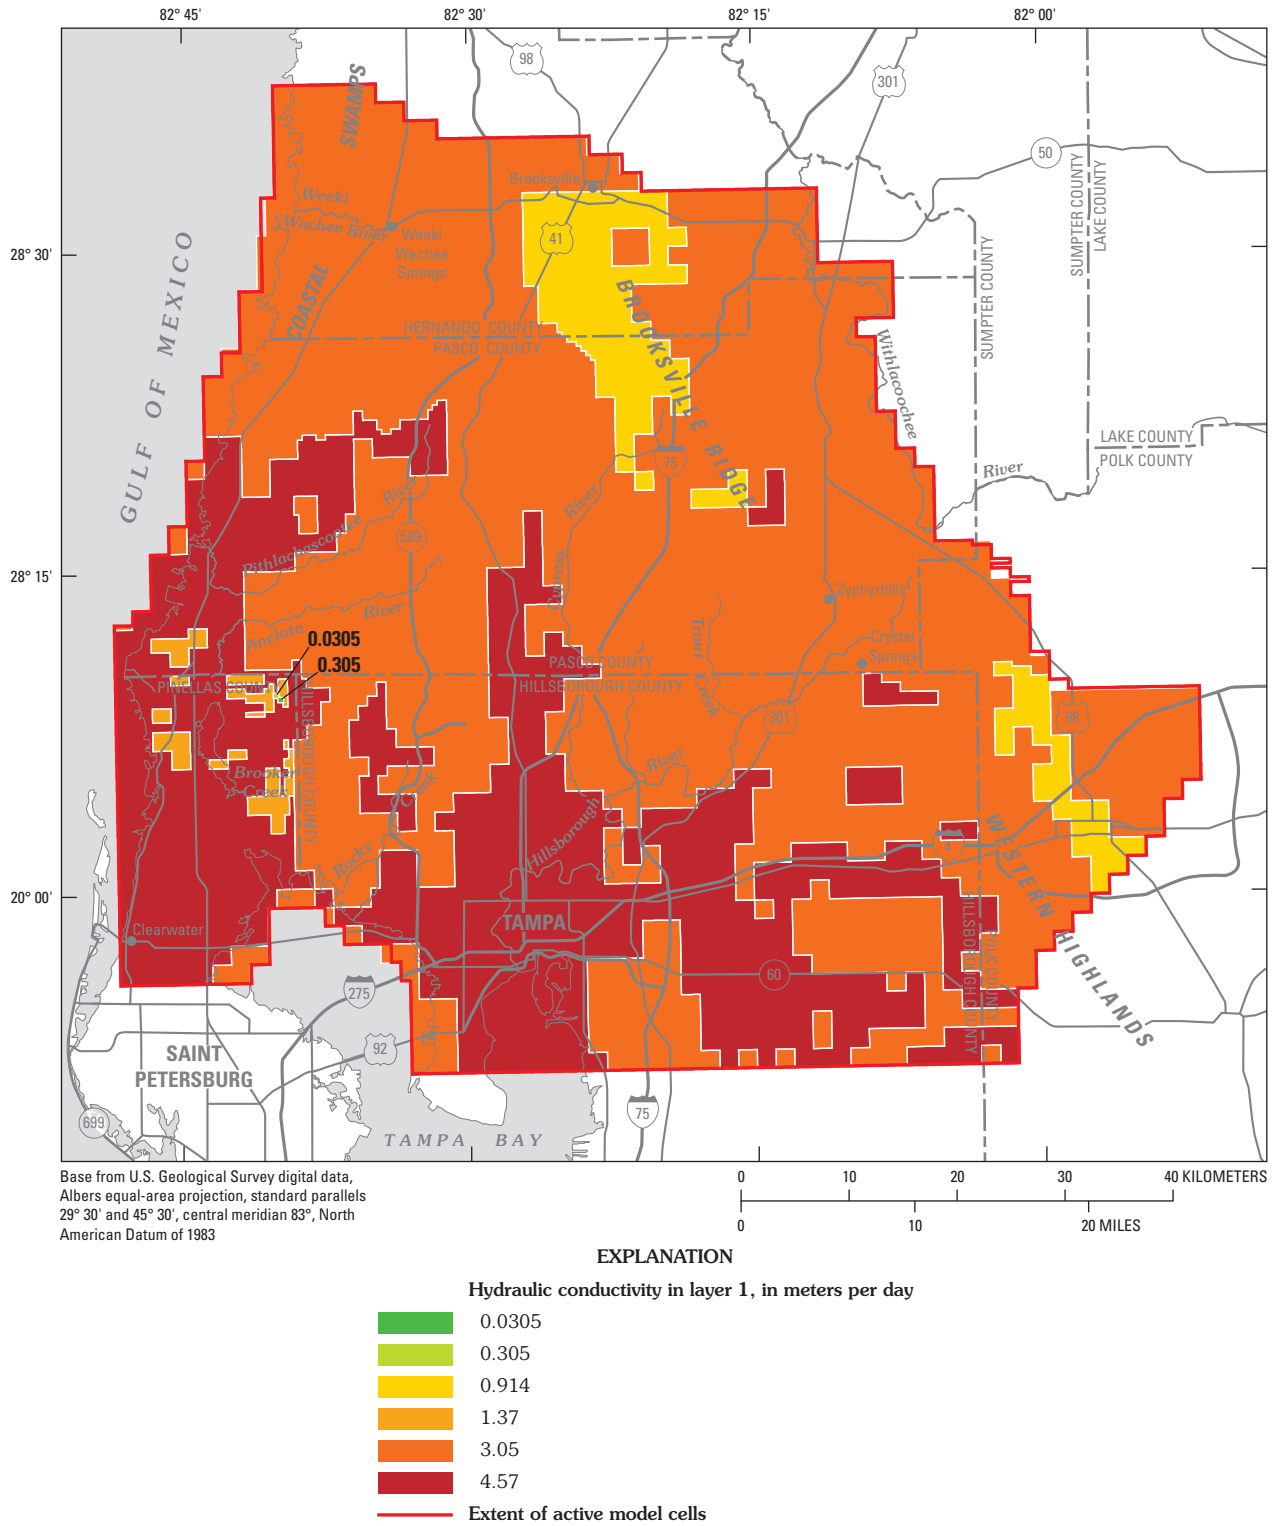 82° 45'
82° 30'
82° 15'
82° 00'
98
301
50
SWAMPS
SUMPTER COUNTY
LAKE COUNTY
Brooksville
Weeki
Wachee River
Weeki
Wachee
Springs
41
28° 30'
GULF OF MEXICO
COASTAL
SUMPTER COUNTY
BROCKSVILLE RIDGE
HERNANDO COUNTY
PASCO COUNTY
Withlacoochee
River
LAKE COUNTY
POLK COUNTY
75
River
River
Pithlachascootee
589
28° 15'
Cypress
Zyphyrhills
Anclote
River
0.0305
0.305
Trout
Creek
Crystal
Springs
PASCO COUNTY
HILLSBOROUGH COUNTY
PINELLAS COUNTY
HILLSBOROUGH COUNTY
301
98
River
Brooker
Creek
Creek
Rocky
Hillsborough
4
WESTERN HIGHLANDS
20° 00'
TAMPA
Clearwater
HILLSBOROUGH COUNTY
POLK COUNTY
60
275
92
SAINT
PETERSBURG
699
75
TAMPA BAY
Base from U.S. Geological Survey digital data,
Albers equal-area projection, standard parallels
29° 30' and 45° 30', central meridian 83°, North
American Datum of 1983
0 10 20 30 40 KILOMETERS
0 10 20 MILES
EXPLANATION
Hydraulic conductivity in layer 1, in meters per day
0.0305
0.305
0.914
1.37
3.05
4.57
Extent of active model cells